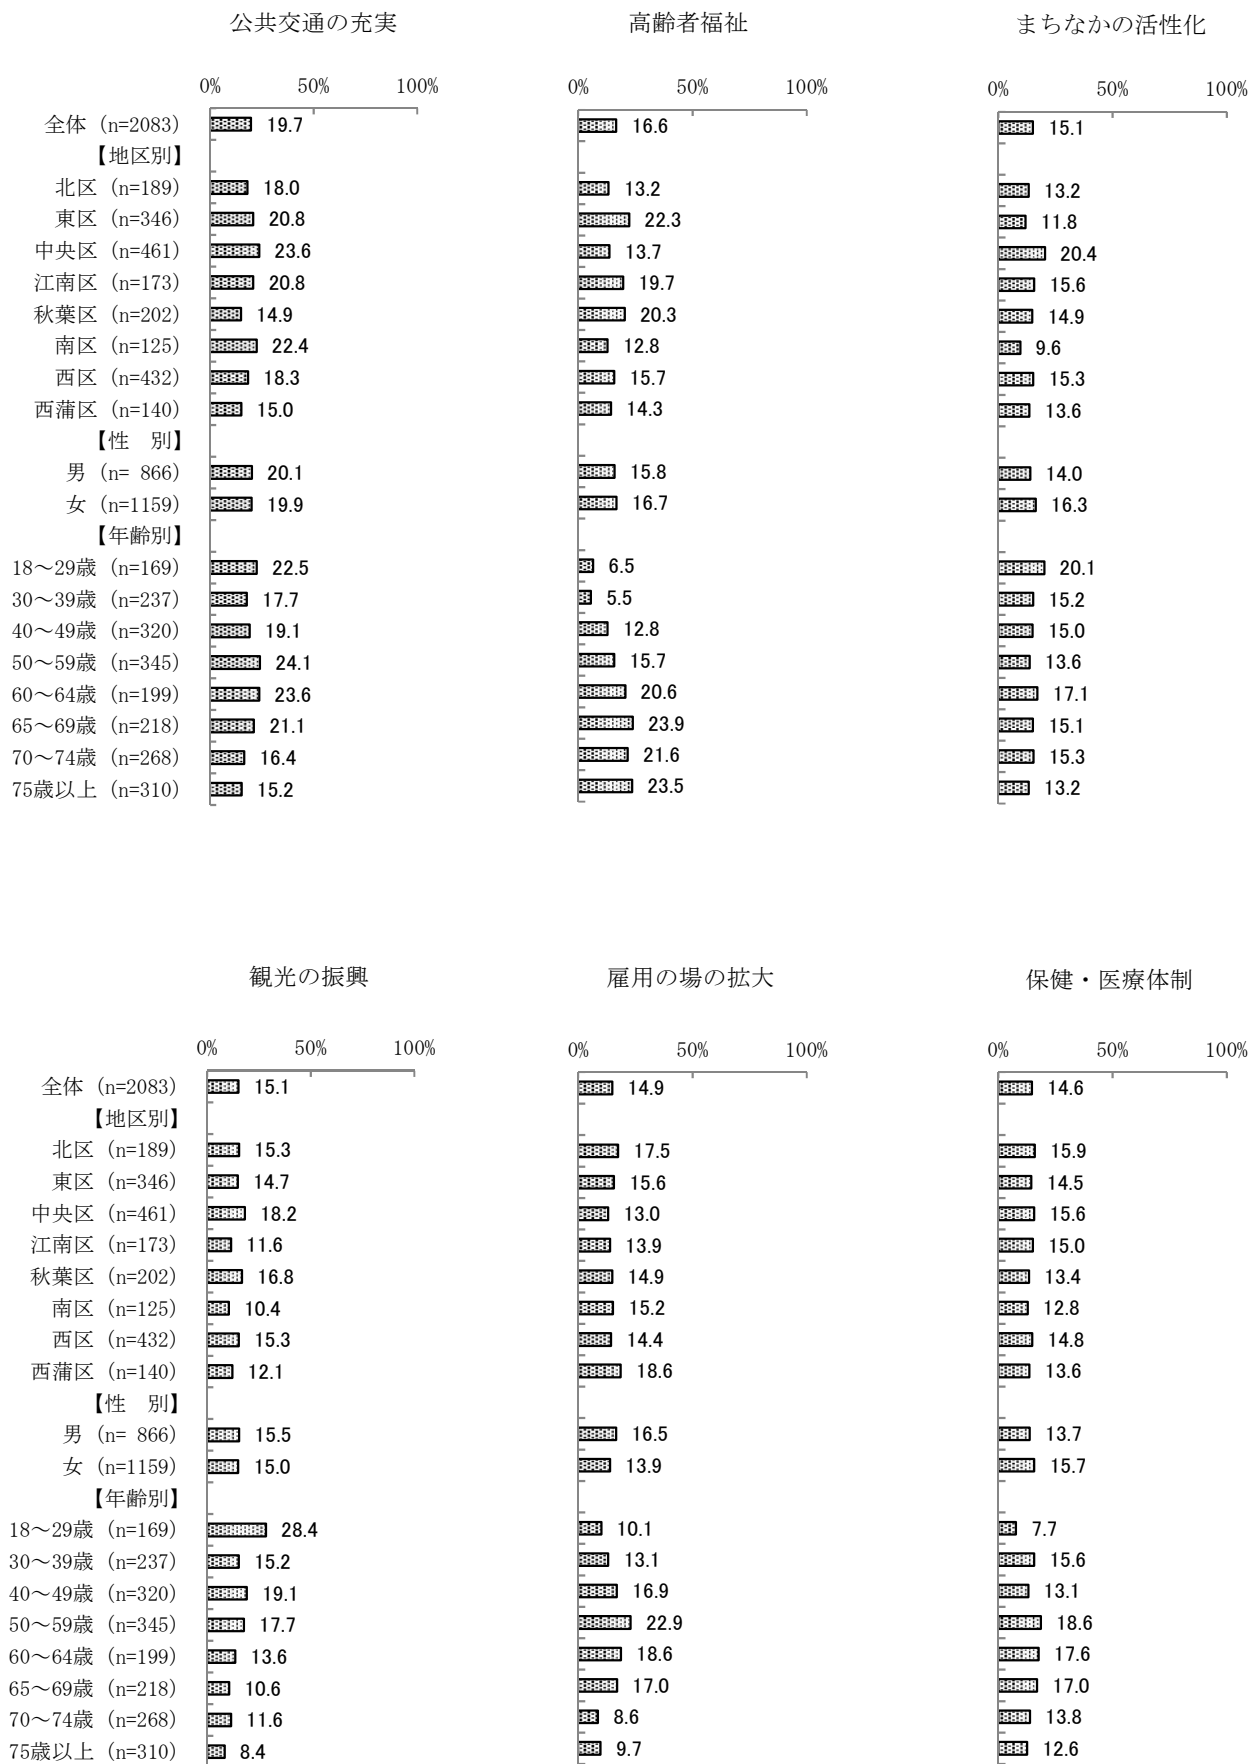 公共交通の充実 高齢者福祉 まちなかの活性化
0% 50% 100% 0% 50% 100% 0% 50% 100%
全体 (n=2083) 19.7 16.6 15.1
【地区別】
北区 (n=189) 18.0 13.2 13.2
東区 (n=346) 20.8 22.3 11.8
中央区 (n=461) 23.6 13.7 20.4
江南区 (n=173) 20.8 19.7 15.6
秋葉区 (n=202) 14.9 20.3 14.9
南区 (n=125) 22.4 12.8 9.6
西区 (n=432) 18.3 15.7 15.3
西蒲区 (n=140) 15.0 14.3 13.6
【性　別】
男 (n= 866) 20.1 15.8 14.0
女 (n=1159) 19.9 16.7 16.3
【年齢別】
18～29歳 (n=169) 22.5 6.5 20.1
30～39歳 (n=237) 17.7 5.5 15.2
40～49歳 (n=320) 19.1 12.8 15.0
50～59歳 (n=345) 24.1 15.7 13.6
60～64歳 (n=199) 23.6 20.6 17.1
65～69歳 (n=218) 21.1 23.9 15.1
70～74歳 (n=268) 16.4 21.6 15.3
75歳以上 (n=310) 15.2 23.5 13.2
観光の振興 雇用の場の拡大 保健・医療体制
0% 50% 100% 0% 50% 100% 0% 50% 100%
全体 (n=2083) 15.1 14.9 14.6
【地区別】
北区 (n=189) 15.3 17.5 15.9
東区 (n=346) 14.7 15.6 14.5
中央区 (n=461) 18.2 13.0 15.6
江南区 (n=173) 11.6 13.9 15.0
秋葉区 (n=202) 16.8 14.9 13.4
南区 (n=125) 10.4 15.2 12.8
西区 (n=432) 15.3 14.4 14.8
西蒲区 (n=140) 12.1 18.6 13.6
【性　別】
男 (n= 866) 15.5 16.5 13.7
女 (n=1159) 15.0 13.9 15.7
【年齢別】
18～29歳 (n=169) 28.4 10.1 7.7
30～39歳 (n=237) 15.2 13.1 15.6
40～49歳 (n=320) 19.1 16.9 13.1
50～59歳 (n=345) 17.7 22.9 18.6
60～64歳 (n=199) 13.6 18.6 17.6
65～69歳 (n=218) 10.6 17.0 17.0
70～74歳 (n=268) 11.6 8.6 13.8
75歳以上 (n=310) 8.4 9.7 12.6